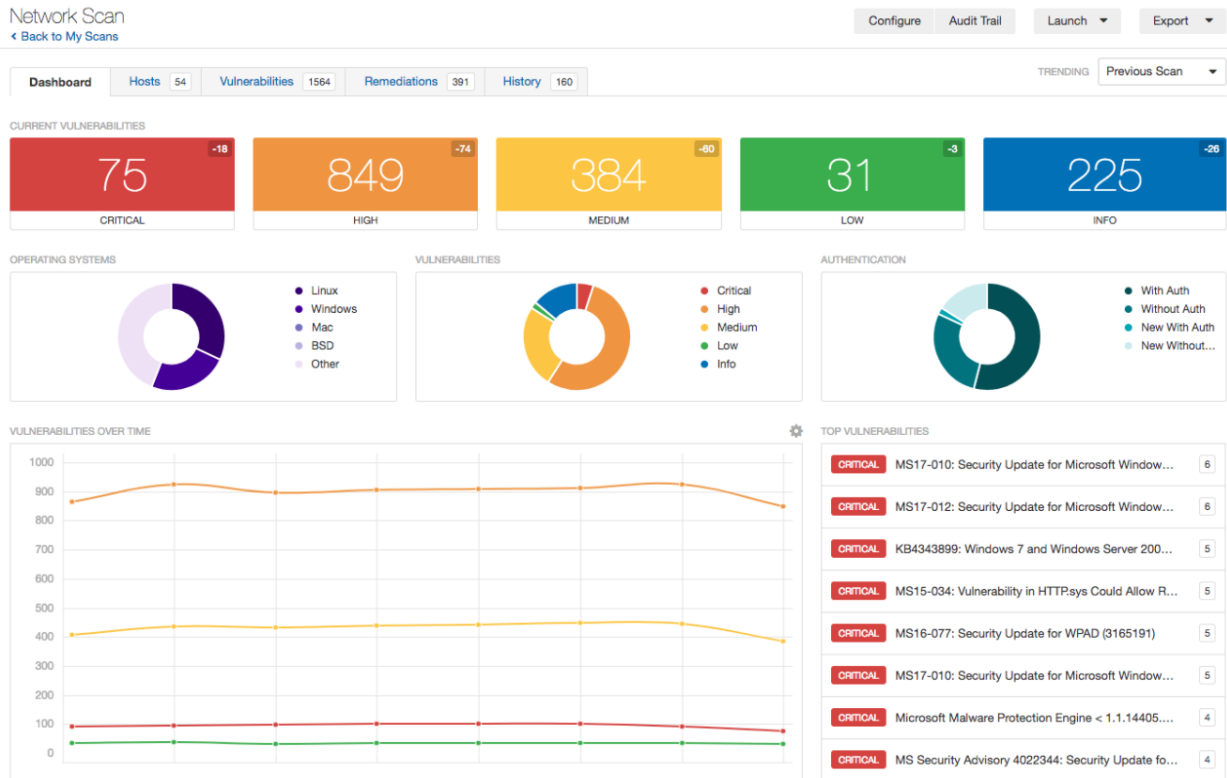 Network Scan
Back to My Scans
Configure
Audit Trail
Launch
Export
Dashboard
Hosts 54
Vulnerabilities 1564
Remediations 391
History 160
TRENDING
Previous Scan
CURRENT VULNERABILITIES
75
-18
CRITICAL
849
-74
HIGH
384
-60
MEDIUM
31
-3
LOW
225
-26
INFO
OPERATING SYSTEMS
Linux
Windows
Mac
BSD
Other
VULNERABILITIES
Critical
High
Medium
Low
Info
AUTHENTICATION
With Auth
Without Auth
New With Auth
New Without...
VULNERABILITIES OVER TIME
1000
900
800
700
600
500
400
300
200
100
0
TOP VULNERABILITIES
CRITICAL MS17-010: Security Update for Microsoft Window... 6
CRITICAL MS17-012: Security Update for Microsoft Window... 6
CRITICAL KB4343899: Windows 7 and Windows Server 200... 5
CRITICAL MS15-034: Vulnerability in HTTP.sys Could Allow R... 5
CRITICAL MS16-077: Security Update for WPAD (3165191) 5
CRITICAL MS17-010: Security Update for Microsoft Window... 5
CRITICAL Microsoft Malware Protection Engine < 1.1.14405.... 4
CRITICAL MS Security Advisory 4022344: Security Update fo... 4